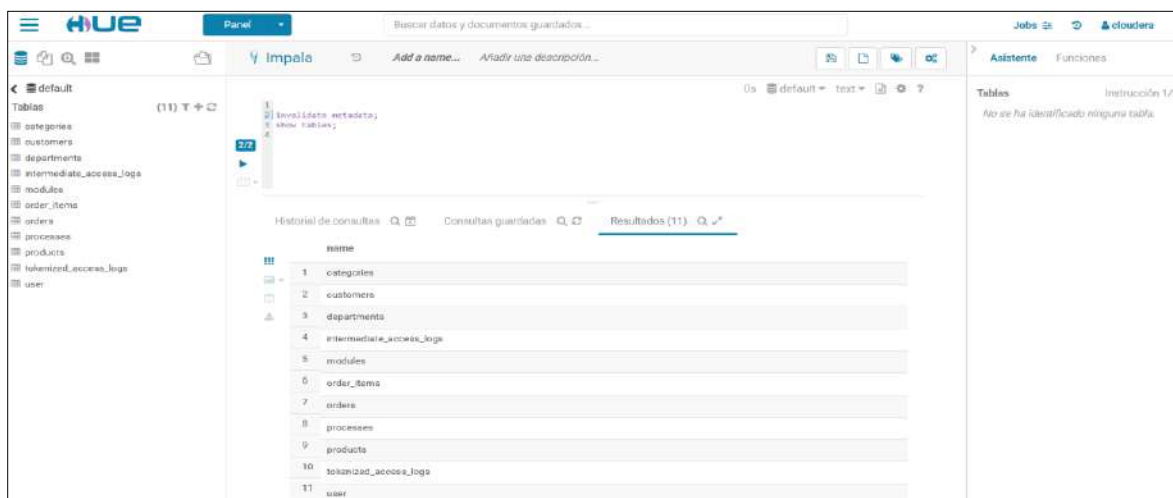 HUE
Panel
Buscar datos y documentos guardados...
Jobs
cloudera
Impala
Add a name...
Añadir una descripción...
Asistente
Funciones
default
Tablas
(11)
categories
customers
departments
intermediate_access_logs
modules
order_items
orders
processes
products
tokenized_access_logs
user
0s
default
text
?
1
2 invalidate metadata;
3 show tables;
4
2/2
Tablas
Instrucción 1/
No se ha identificado ninguna tabla.
Historial de consultas
Consultas guardadas
Resultados (11)
name
1 categories
2 customers
3 departments
4 intermediate_access_logs
5 modules
6 order_items
7 orders
8 processes
9 products
10 tokenized_access_logs
11 user